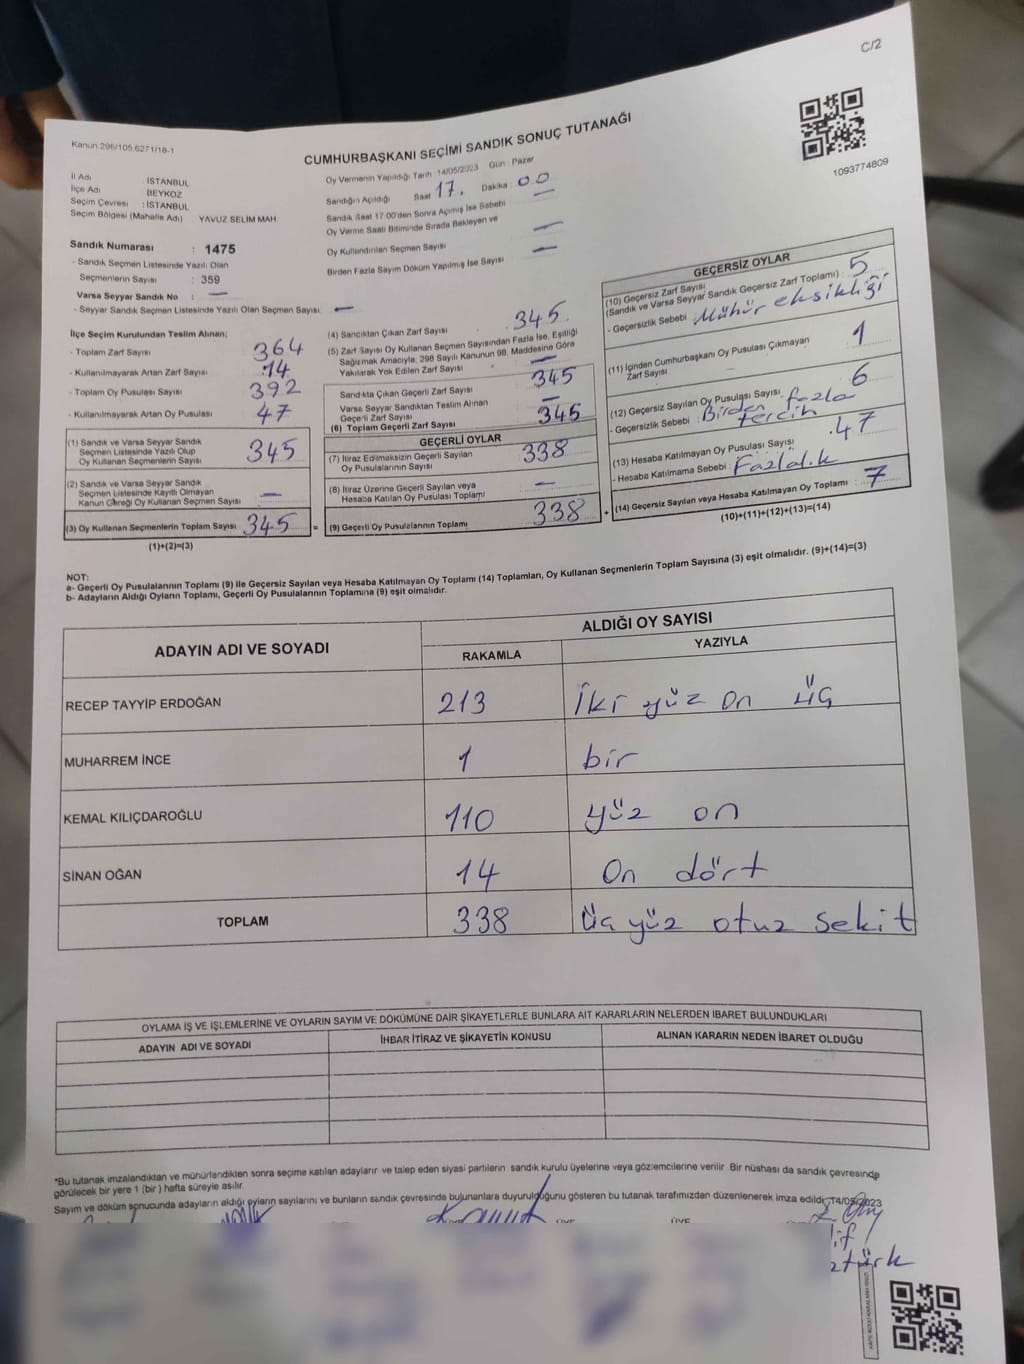 C/2
Kanun:298/105,6271/18-1
CUMHURBAŞKANI SEÇİMİ SANDIK SONUÇ TUTANAĞI
1093774809
İl Adı : İSTANBUL
İlçe Adı : BEYKOZ
Seçim Çevresi : İSTANBUL
Seçim Bölgesi (Mahalle Adı) YAVUZ SELİM MAH
Sandık Numarası : 1475
- Sandık Seçmen Listesinde Yazılı Olan
Seçmenlerin Sayısı : 359
Varsa Seyyar Sandık No : —
- Seyyar Sandık Seçmen Listesinde Yazılı Olan Seçmen Sayısı: —
İlçe Seçim Kurulundan Teslim Alınan;
- Toplam Zarf Sayısı 364
- Kullanılmayarak Artan Zarf Sayısı : 14
- Toplam Oy Pusulası Sayısı 392
- Kullanılmayarak Artan Oy Pusulası 47
(1) Sandık ve Varsa Seyyar Sandık
Seçmen Listesinde Yazılı Olup
Oy Kullanan Seçmenlerin Sayısı 345
(2) Sandık ve Varsa Seyyar Sandık
Seçmen Listesinde Kayıtlı Olmayan
Kanun Gereği Oy Kullanan Seçmen Sayısı —
(3) Oy Kullanan Seçmenlerin Toplam Sayısı 345 =
(1)+(2)=(3)
Oy Vermenin Yapıldığı Tarih :14/05/2023 Gün : Pazar
Sandığın Açıldığı Saat 17. Dakika : 00
Sandık Saat 17:00'den Sonra Açılmış İse Sebebi —
Oy Verme Saati Bitiminde Sırada Bekleyen ve
Oy Kullandırılan Seçmen Sayısı —
Birden Fazla Sayım Döküm Yapılmış İse Sayısı —
(4) Sandıktan Çıkan Zarf Sayısı : 345
(5) Zarf Sayısı Oy Kullanan Seçmen Sayısından Fazla İse, Eşitliği
Sağlamak Amacıyla, 298 Sayılı Kanunun 98. Maddesine Göre
Yakılarak Yok Edilen Zarf Sayısı : —
Sandıkta Çıkan Geçerli Zarf Sayısı 345
Varsa Seyyar Sandıktan Teslim Alınan
Geçerli Zarf Sayısı —
(6) Toplam Geçerli Zarf Sayısı 345
GEÇERLİ OYLAR
(7) İtiraz Edilmeksizin Geçerli Sayılan
Oy Pusulalarının Sayısı 338
(8) İtiraz Üzerine Geçerli Sayılan veya
Hesaba Katılan Oy Pusulası Toplamı —
(9) Geçerli Oy Pusulalarının Toplamı 338 +
GEÇERSİZ OYLAR
(10) Geçersiz Zarf Sayısı
(Sandık ve Varsa Seyyar Sandık Geçersiz Zarf Toplamı) : 5
- Geçersizlik Sebebi : Mühür eksikliği
(11) İçinden Cumhurbaşkanı Oy Pusulası Çıkmayan
Zarf Sayısı 1
(12) Geçersiz Sayılan Oy Pusulası Sayısı 6
- Geçersizlik Sebebi : Birden fazla
tercih
(13) Hesaba Katılmayan Oy Pusulası Sayısı : 47
- Hesaba Katılmama Sebebi : Fazlalık
(14) Geçersiz Sayılan veya Hesaba Katılmayan Oy Toplamı : 7
(10)+(11)+(12)+(13)=(14)
NOT:
a- Geçerli Oy Pusulalarının Toplamı (9) ile Geçersiz Sayılan veya Hesaba Katılmayan Oy Toplamı (14) Toplamları, Oy Kullanan Seçmenlerin Toplam Sayısına (3) eşit olmalıdır. (9)+(14)=(3)
b- Adayların Aldığı Oyların Toplamı, Geçerli Oy Pusulalarının Toplamına (9) eşit olmalıdır.
ADAYIN ADI VE SOYADI
ALDIĞI OY SAYISI
RAKAMLA YAZIYLA
RECEP TAYYİP ERDOĞAN 213 İki yüz on üç
MUHARREM İNCE 1 bir
KEMAL KILIÇDAROĞLU 110 yüz on
SİNAN OĞAN 14 On dört
TOPLAM 338 Üç yüz otuz sekit
OYLAMA İŞ VE İŞLEMLERİNE VE OYLARIN SAYIM VE DÖKÜMÜNE DAİR ŞİKAYETLERLE BUNLARA AİT KARARLARIN NELERDEN İBARET BULUNDUKLARI
ADAYIN ADI VE SOYADI İHBAR İTİRAZ VE ŞİKAYETİN KONUSU ALINAN KARARIN NEDEN İBARET OLDUĞU
*Bu tutanak imzalandıktan ve mühürlendikten sonra seçime katılan adayların ve talep eden siyasi partilerin sandık kurulu üyelerine veya gözlemcilerine verilir .Bir nüshası da sandık çevresinde
görülecek bir yere 1 (bir ) hafta süreyle asılır.
Sayım ve döküm sonucunda adayların aldığı oyların sayılarını ve bunların sandık çevresinde bulunanlara duyurulduğunu gösteren bu tutanak tarafımızdan düzenlenerek imza edildi. 14/05/2023
ÜYE ÜYE